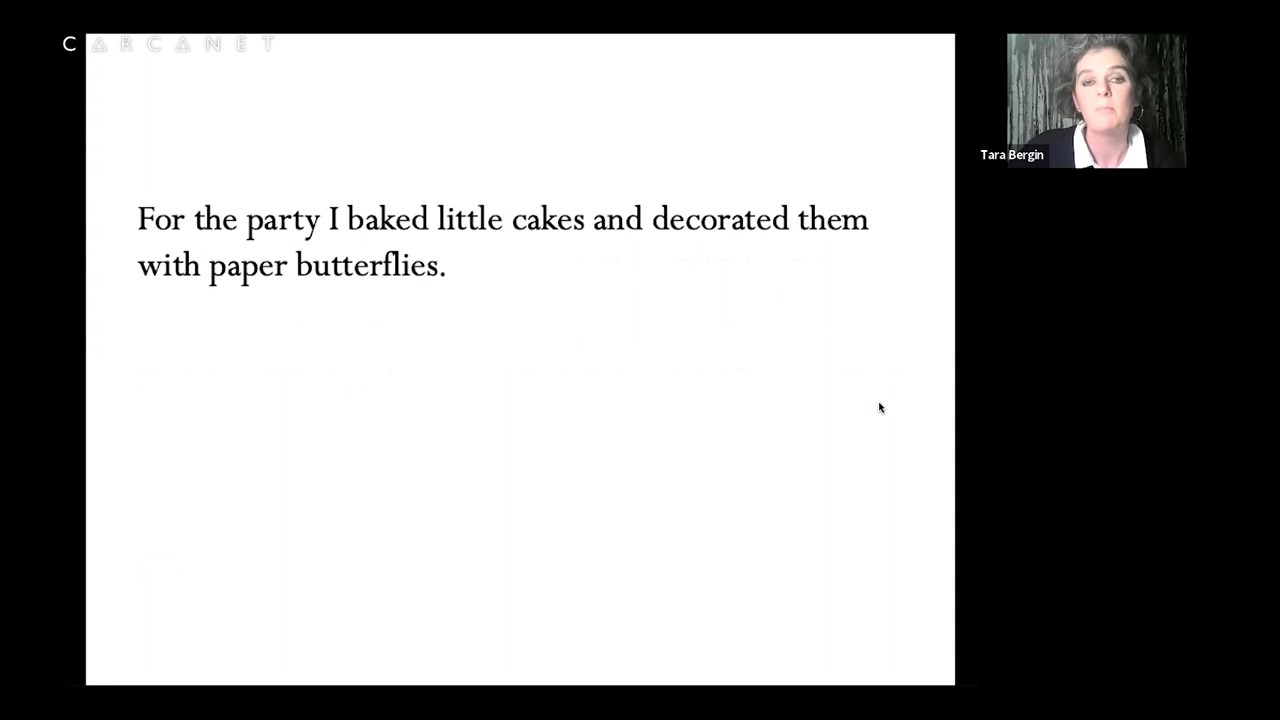 CARCANET
For the party I baked little cakes and decorated them
with paper butterflies.
Tara Bergin